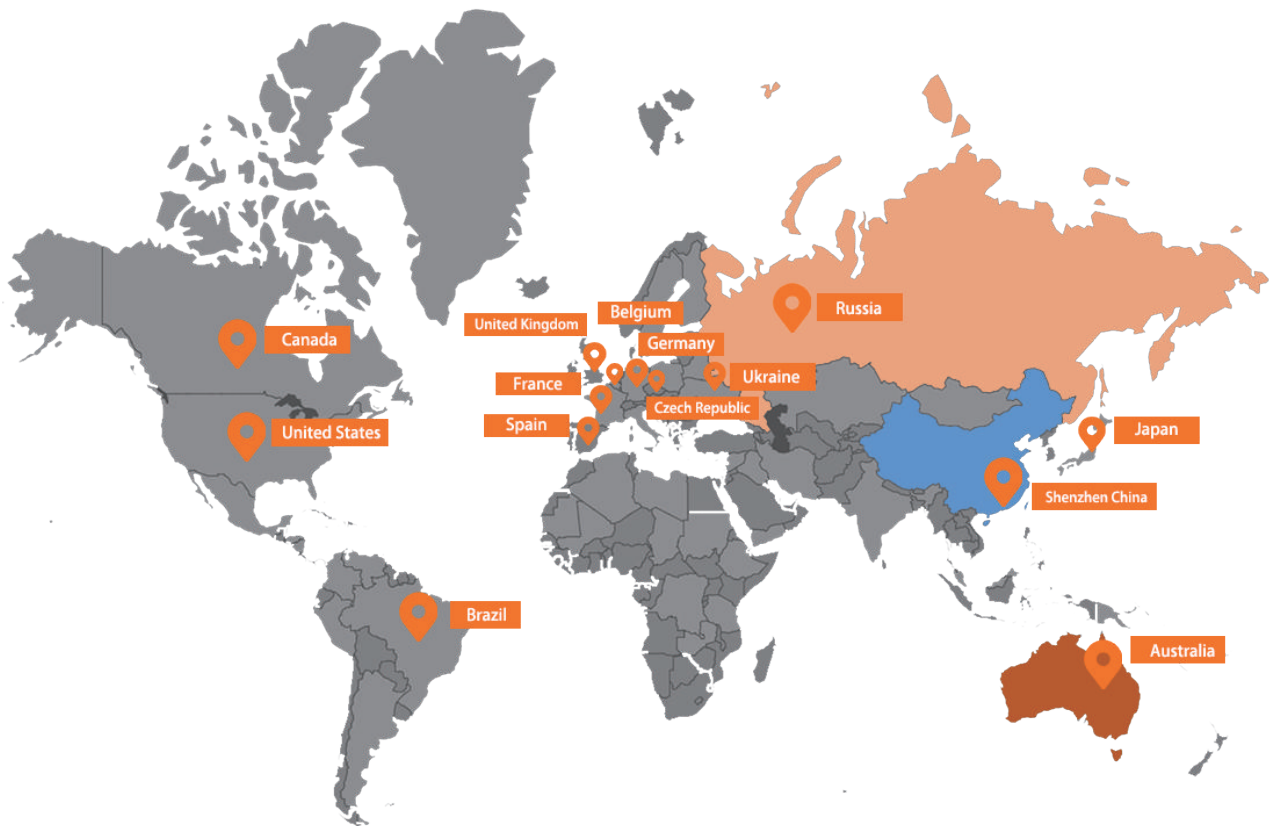 Belgium
Russia
United Kingdom
Canada
Germany
Ukraine
France
Czech Republic
Spain
United States
Japan
Shenzhen China
Brazil
Australia